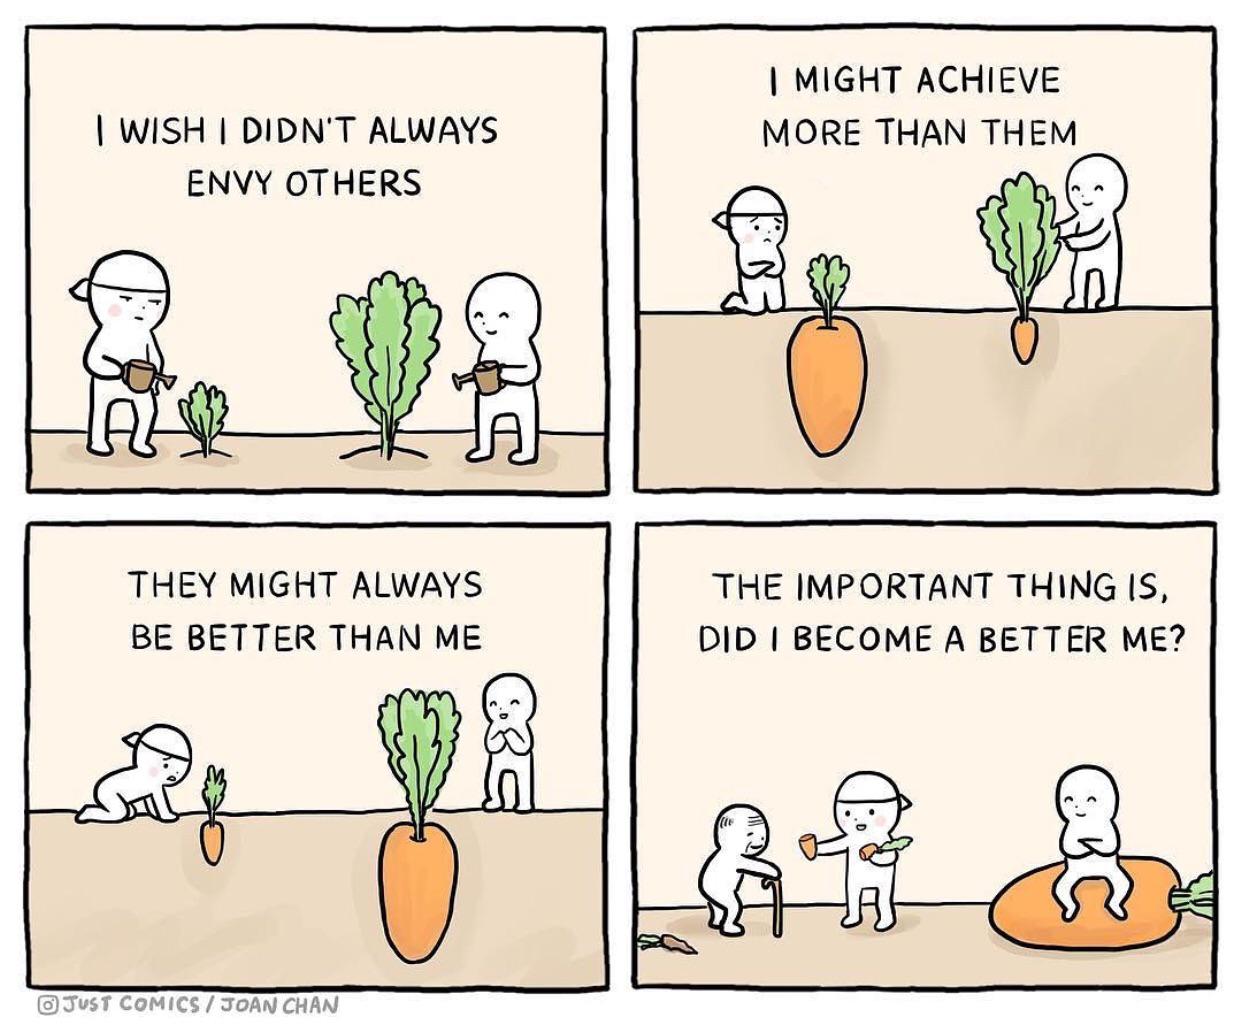 I WISH I DIDN'T ALWAYS
ENVY OTHERS
I MIGHT ACHIEVE
MORE THAN THEM
THEY MIGHT ALWAYS
BE BETTER THAN ME
THE IMPORTANT THING IS,
DID I BECOME A BETTER ME?
JUST COMICS / JOAN CHAN